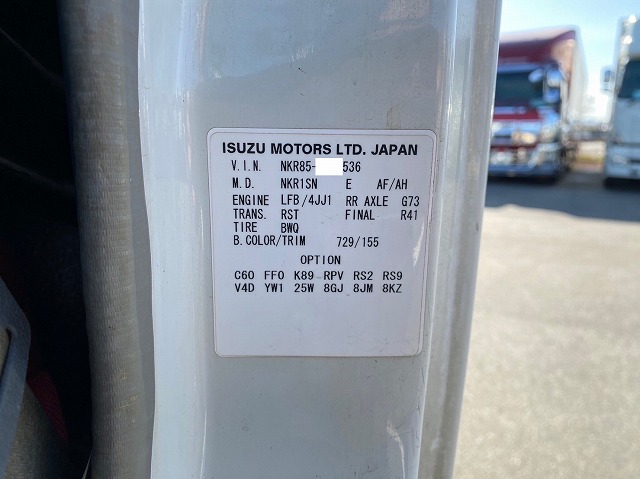 ISUZU MOTORS LTD. JAPAN
V.I.N. NKR85- 536
M.D. NKR1SN E AF/AH
ENGINE LFB/4JJ1 RR AXLE G73
TRANS. RST FINAL R41
TIRE BWQ
B.COLOR/TRIM 729/155
OPTION
C60 FF0 K89 RPV RS2 RS9
V4D YW1 25W 8GJ 8JM 8KZ